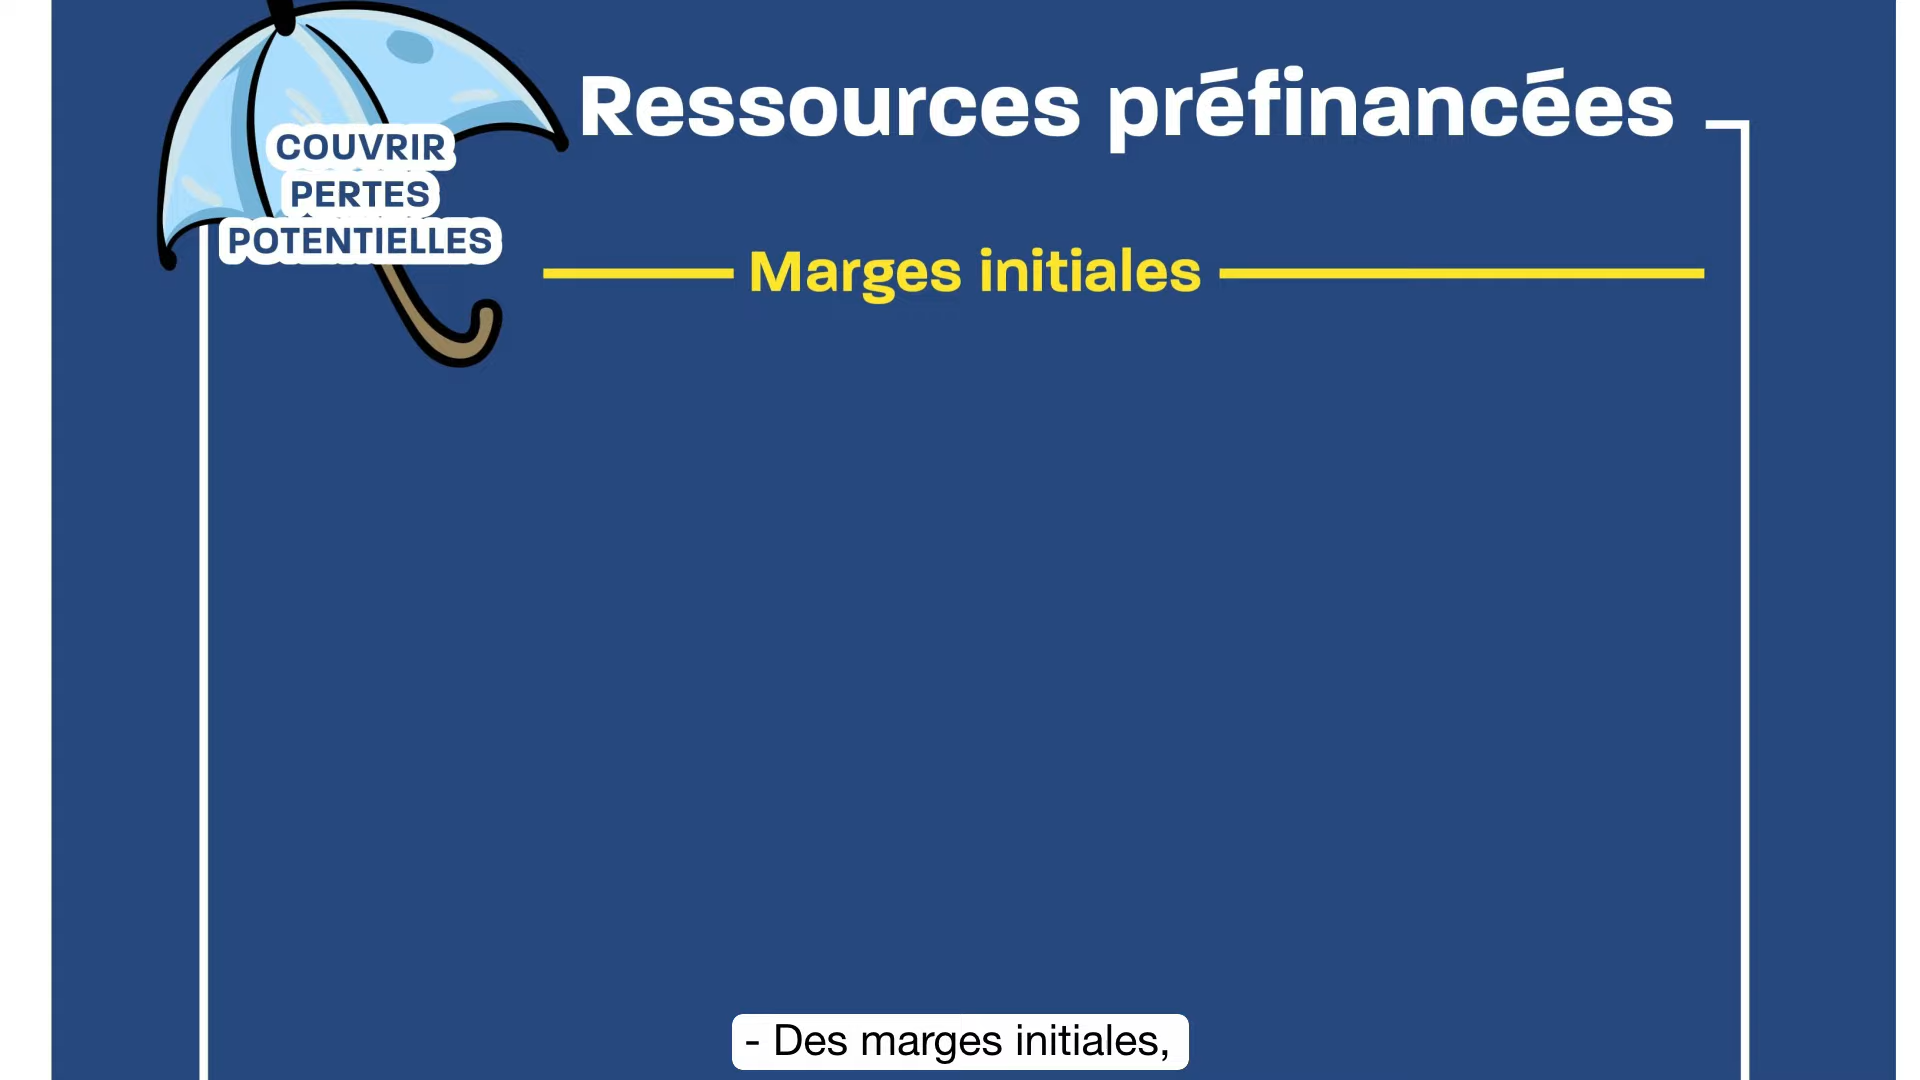 Ressources préfinancées
COUVRIR
PERTES
POTENTIELLES
Marges initiales
- Des marges initiales,